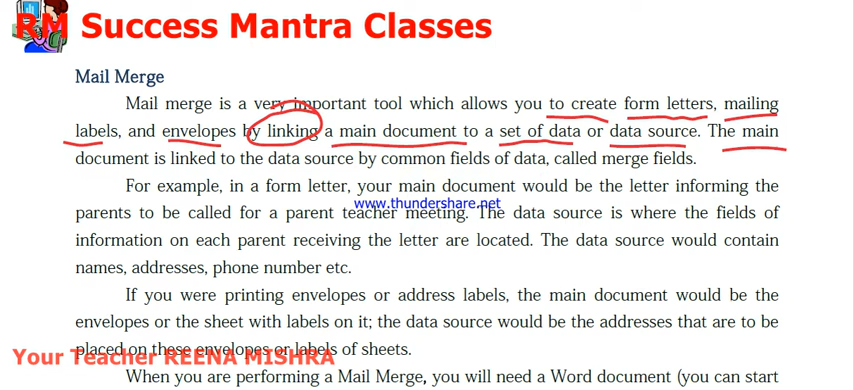 RM Success Mantra Classes
Mail Merge
Mail merge is a very important tool which allows you to create form letters, mailing
labels, and envelopes by linking a main document to a set of data or data source. The main
document is linked to the data source by common fields of data, called merge fields.
For example, in a form letter, your main document would be the letter informing the
www.thundershare.net
parents to be called for a parent teacher meeting. The data source is where the fields of
information on each parent receiving the letter are located. The data source would contain
names, addresses, phone number etc.
If you were printing envelopes or address labels, the main document would be the
envelopes or the sheet with labels on it; the data source would be the addresses that are to be
placed on these envelopes or labels of sheets.
Your Teacher REENA MISHRA
When you are performing a Mail Merge, you will need a Word document (you can start